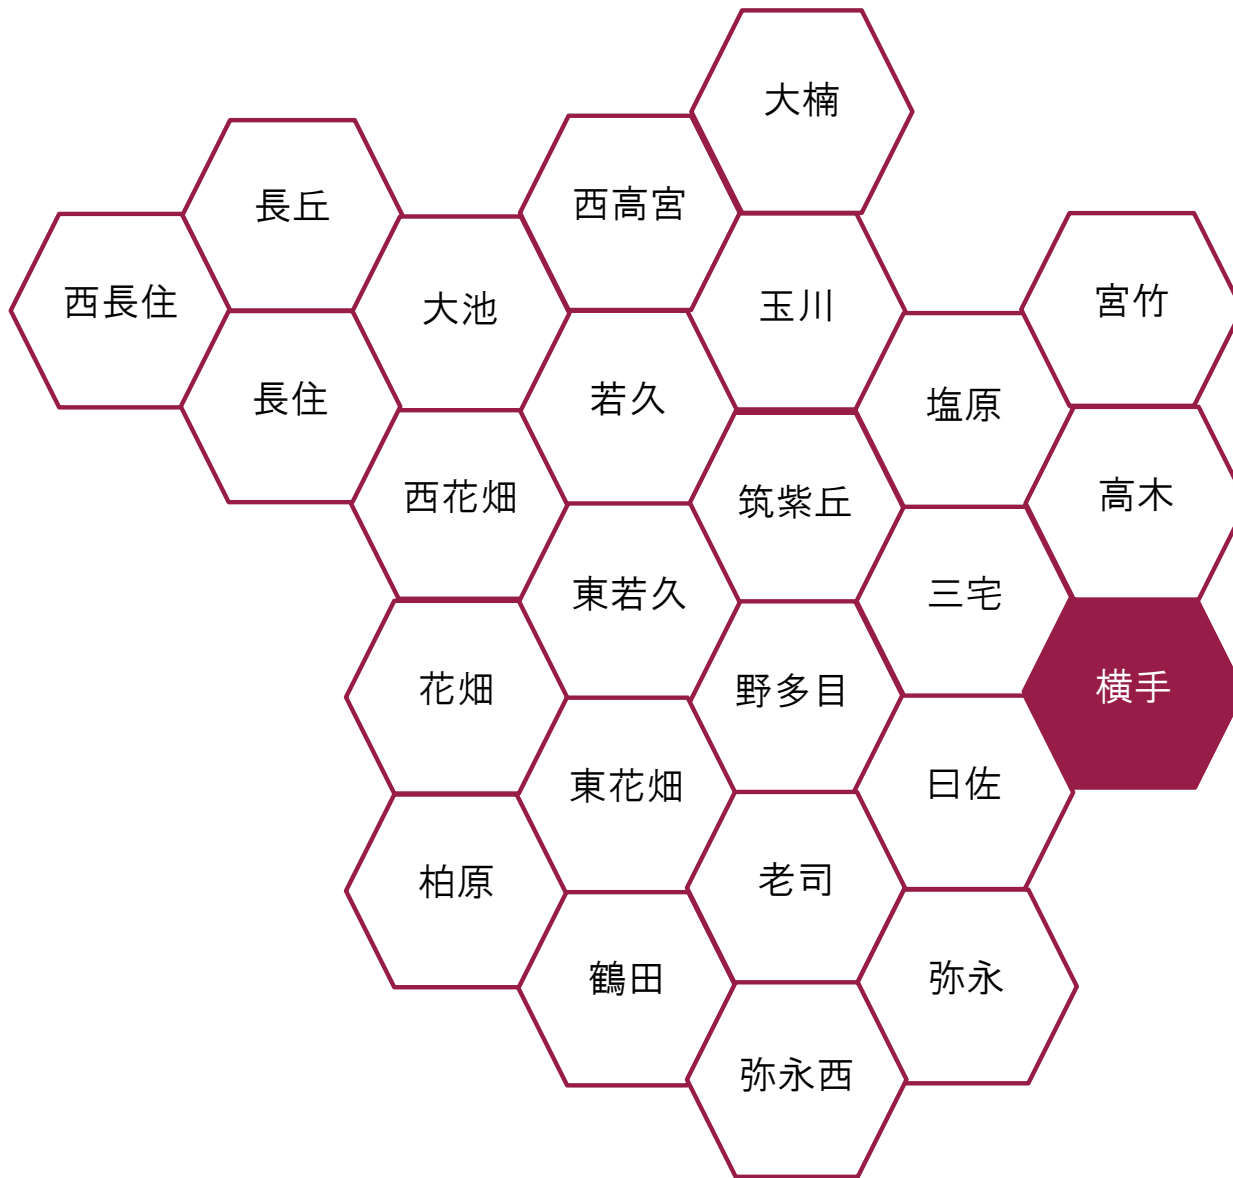 大楠
長丘
西高宮
西長住
大池
玉川
宮竹
長住
若久
塩原
西花畑
筑紫丘
高木
東若久
三宅
花畑
野多目
横手
東花畑
曰佐
柏原
老司
鶴田
弥永
弥永西